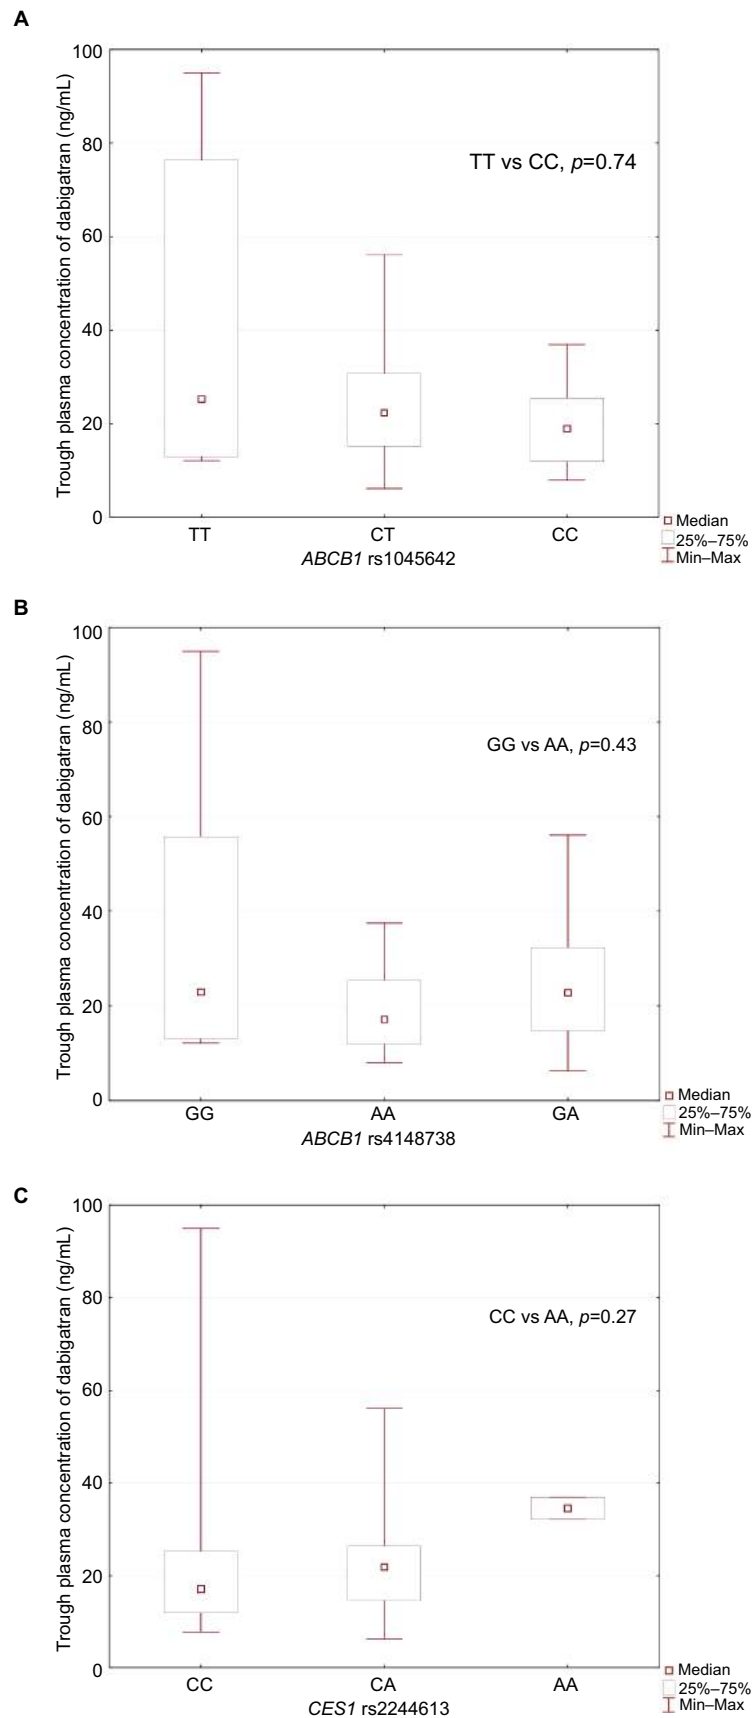 A
Trough plasma concentration of dabigatran (ng/mL)
100
80
60
40
20
0
TT vs CC, p=0.74
TT CT CC
ABCB1 rs1045642
Median
25%–75%
Min–Max
B
Trough plasma concentration of dabigatran (ng/mL)
100
80
60
40
20
0
GG vs AA, p=0.43
GG AA GA
ABCB1 rs4148738
Median
25%–75%
Min–Max
C
Trough plasma concentration of dabigatran (ng/mL)
100
80
60
40
20
0
CC vs AA, p=0.27
CC CA AA
CES1 rs2244613
Median
25%–75%
Min–Max